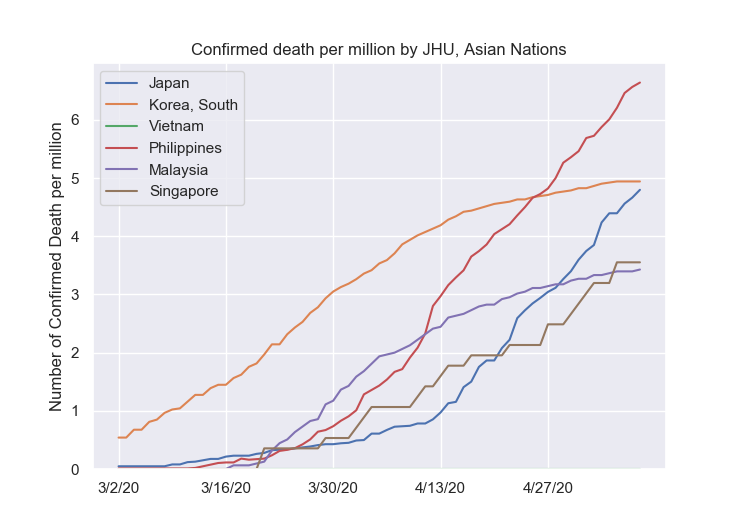 Confirmed death per million by JHU, Asian Nations
Number of Confirmed Death per million
Japan
Korea, South
Vietnam
Philippines
Malaysia
Singapore
6
5
4
3
2
1
0
3/2/20
3/16/20
3/30/20
4/13/20
4/27/20